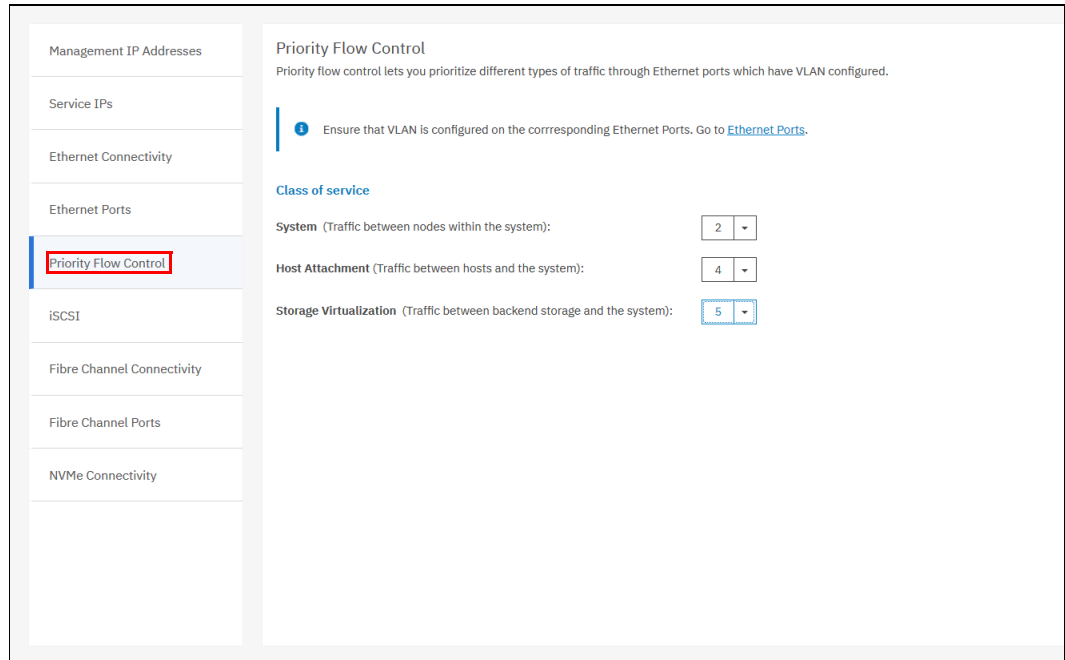 Management IP Addresses
Service IPs
Ethernet Connectivity
Ethernet Ports
Priority Flow Control
iSCSI
Fibre Channel Connectivity
Fibre Channel Ports
NVMe Connectivity
Priority Flow Control
Priority flow control lets you prioritize different types of traffic through Ethernet ports which have VLAN configured.
Ensure that VLAN is configured on the corrresponding Ethernet Ports. Go to Ethernet Ports.
Class of service
System (Traffic between nodes within the system): 2
Host Attachment (Traffic between hosts and the system): 4
Storage Virtualization (Traffic between backend storage and the system): 5